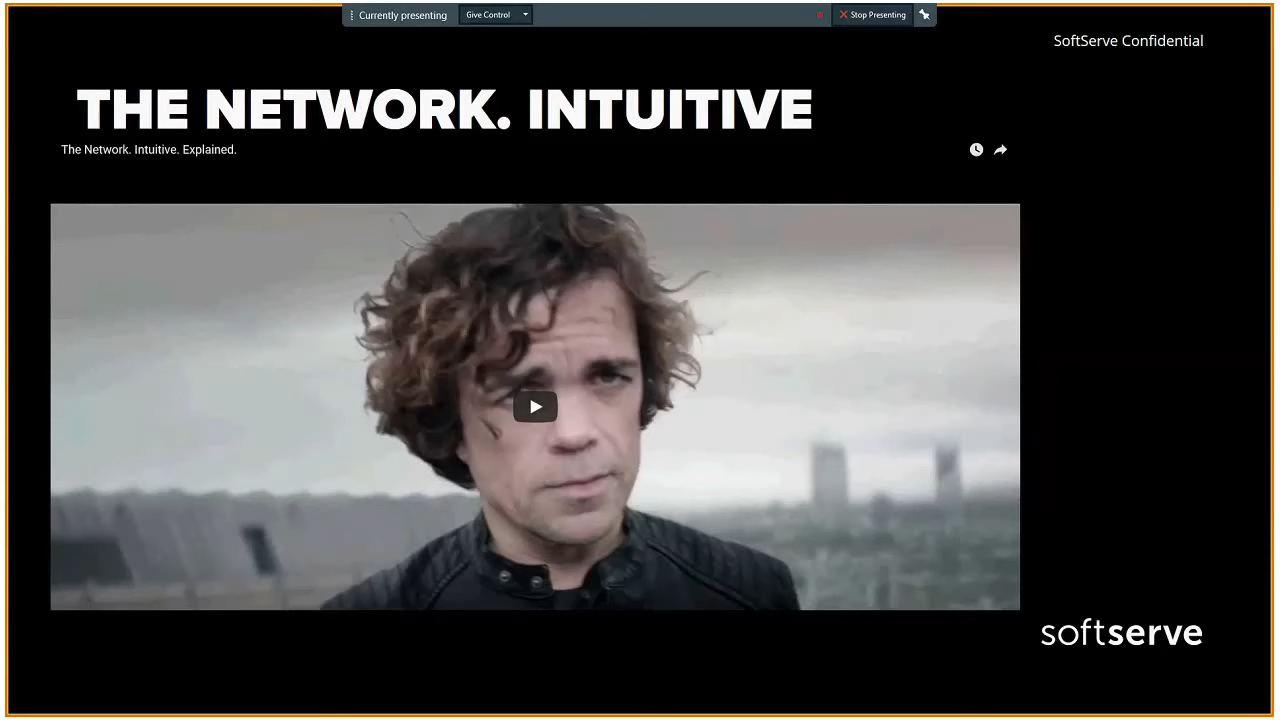 Currently presenting
Give Control
Stop Presenting
SoftServe Confidential
THE NETWORK. INTUITIVE
The Network. Intuitive. Explained.
softserve